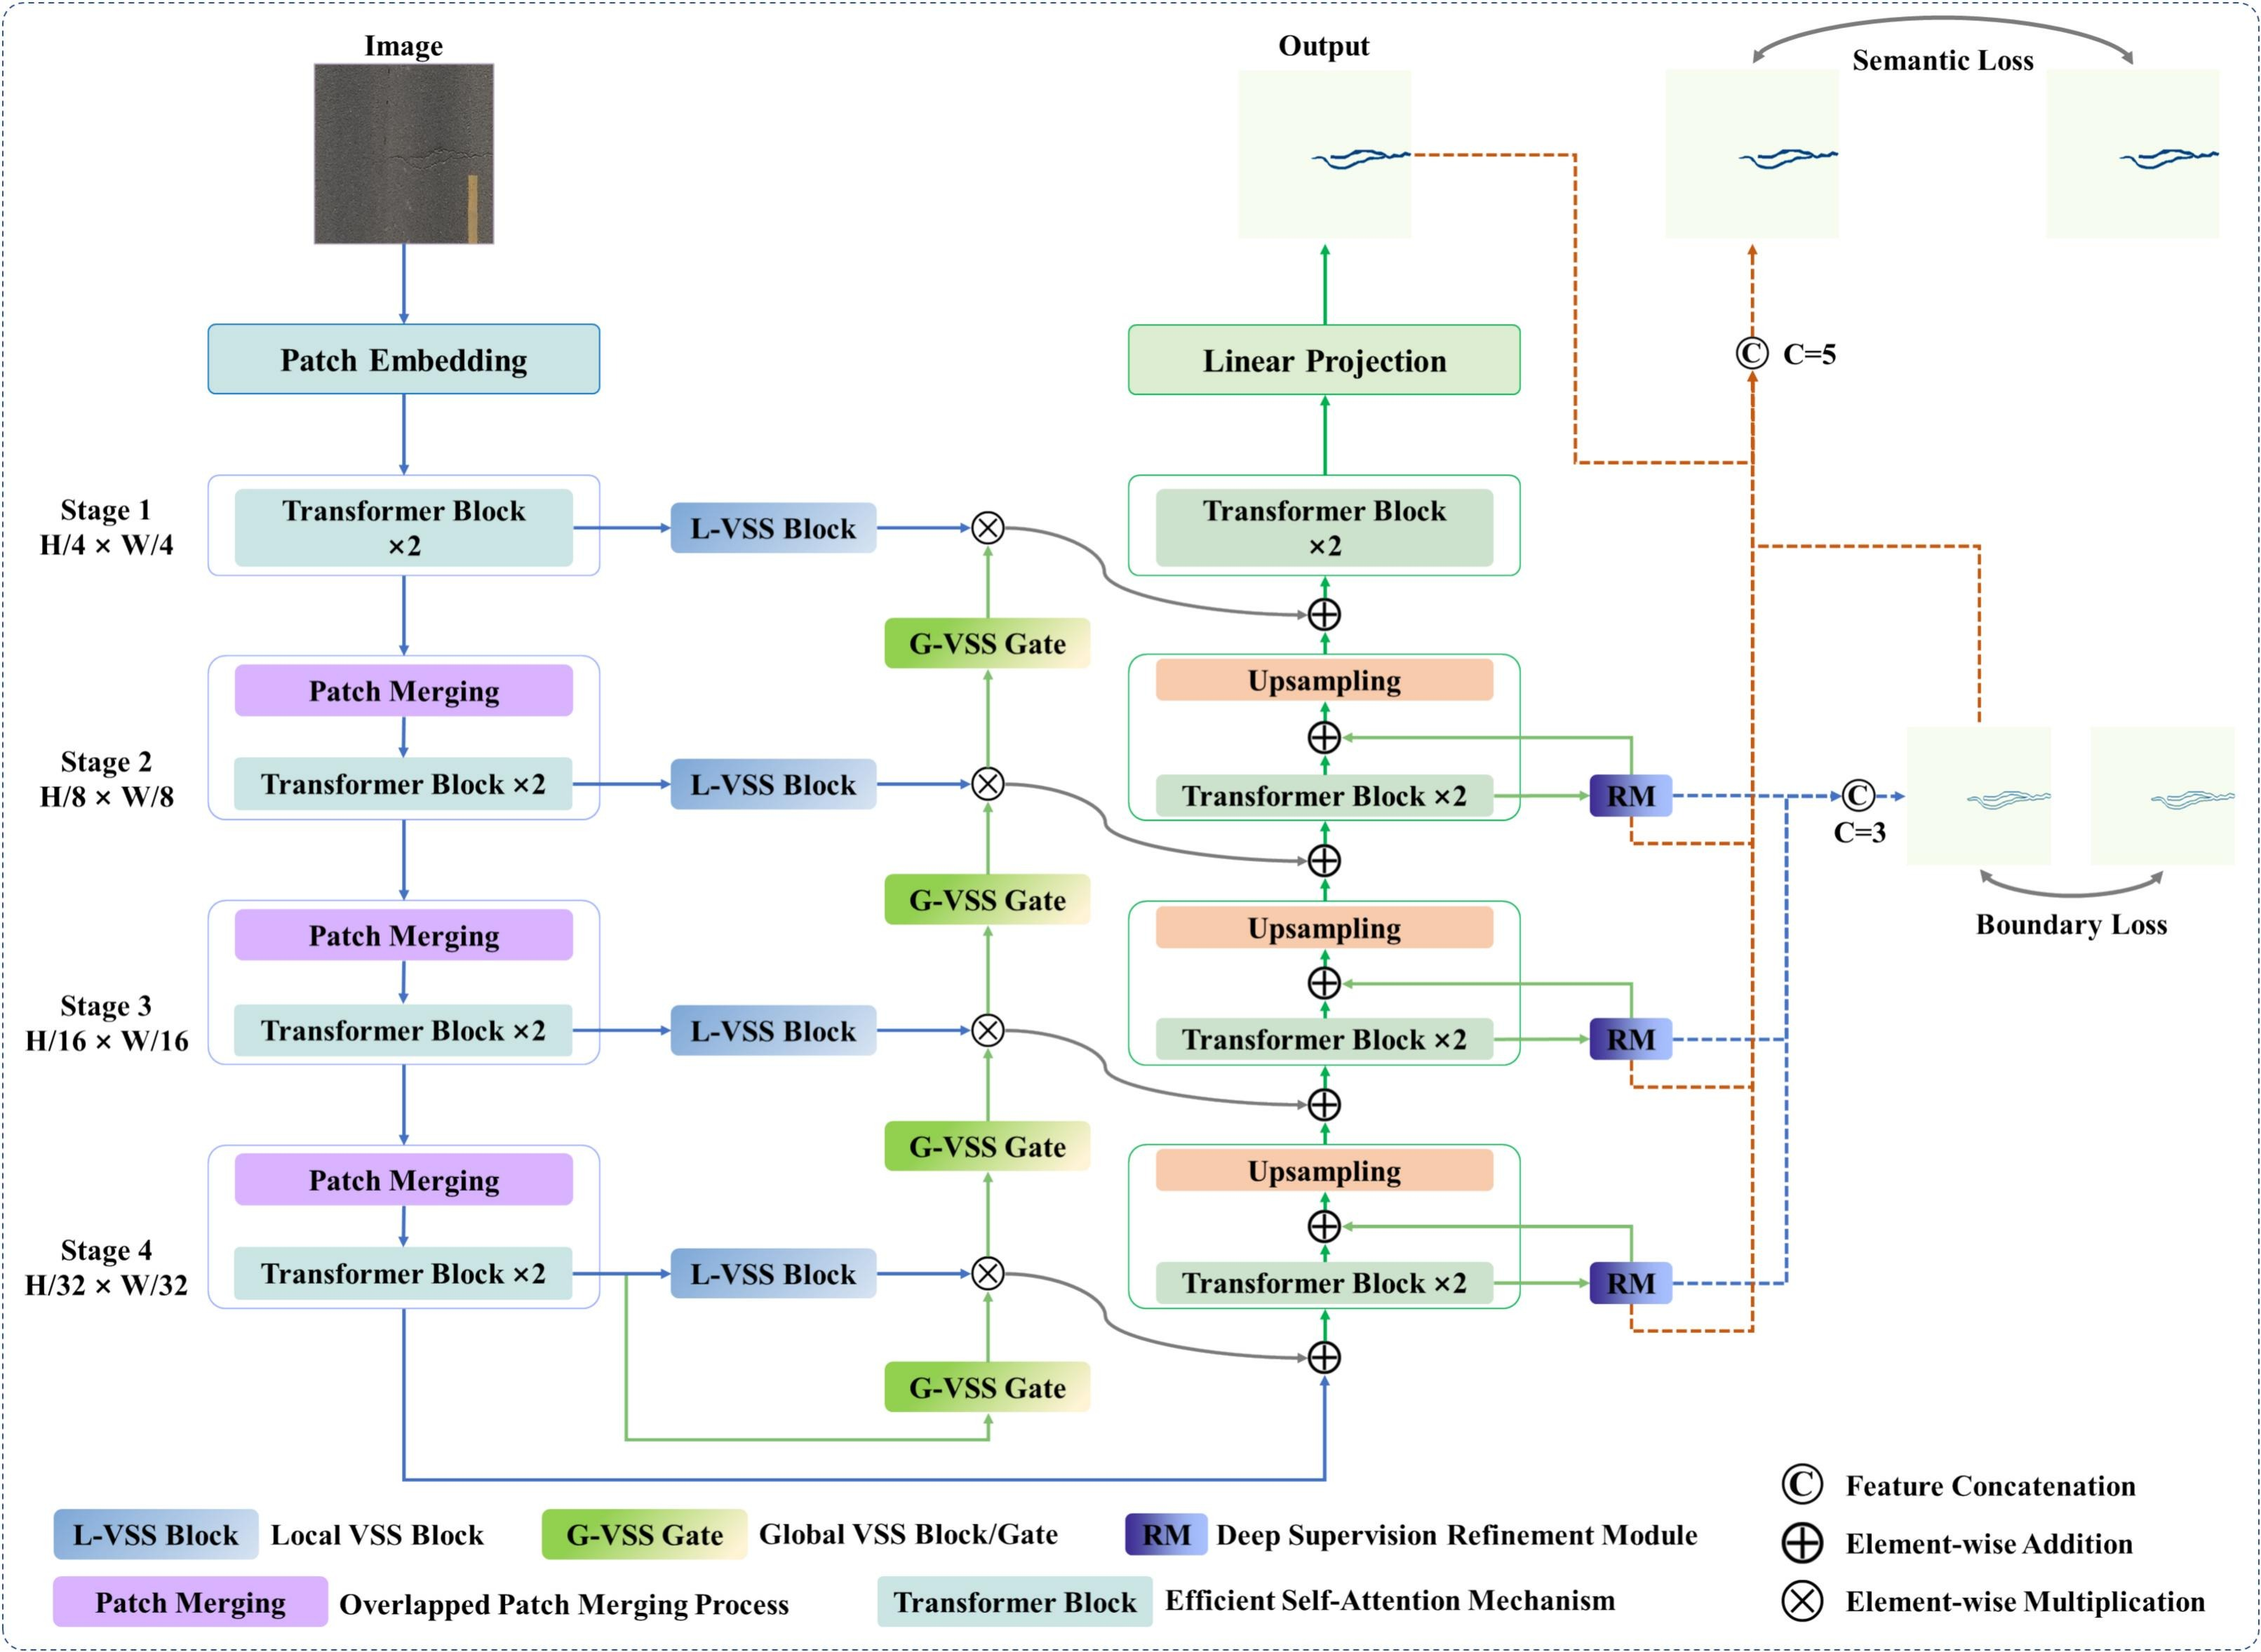 Image
Output
Semantic Loss
Patch Embedding
Linear Projection
C C=5
Stage 1
H/4 × W/4
Transformer Block
×2
L-VSS Block
Transformer Block
×2
G-VSS Gate
Stage 2
H/8 × W/8
Patch Merging
Transformer Block ×2
L-VSS Block
Upsampling
Transformer Block ×2
RM
C
C=3
Boundary Loss
G-VSS Gate
Stage 3
H/16 × W/16
Patch Merging
Transformer Block ×2
L-VSS Block
Upsampling
Transformer Block ×2
RM
G-VSS Gate
Stage 4
H/32 × W/32
Patch Merging
Transformer Block ×2
L-VSS Block
Upsampling
Transformer Block ×2
RM
G-VSS Gate
L-VSS Block Local VSS Block
G-VSS Gate Global VSS Block/Gate
RM Deep Supervision Refinement Module
Patch Merging Overlapped Patch Merging Process
Transformer Block Efficient Self-Attention Mechanism
C Feature Concatenation
Element-wise Addition
Element-wise Multiplication